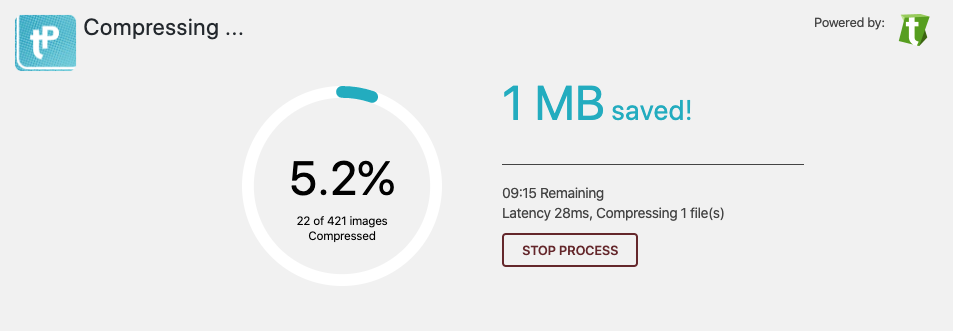 tP
Compressing ...
Powered by:
t
1 MB saved!
5.2%
22 of 421 images
Compressed
09:15 Remaining
Latency 28ms, Compressing 1 file(s)
STOP PROCESS